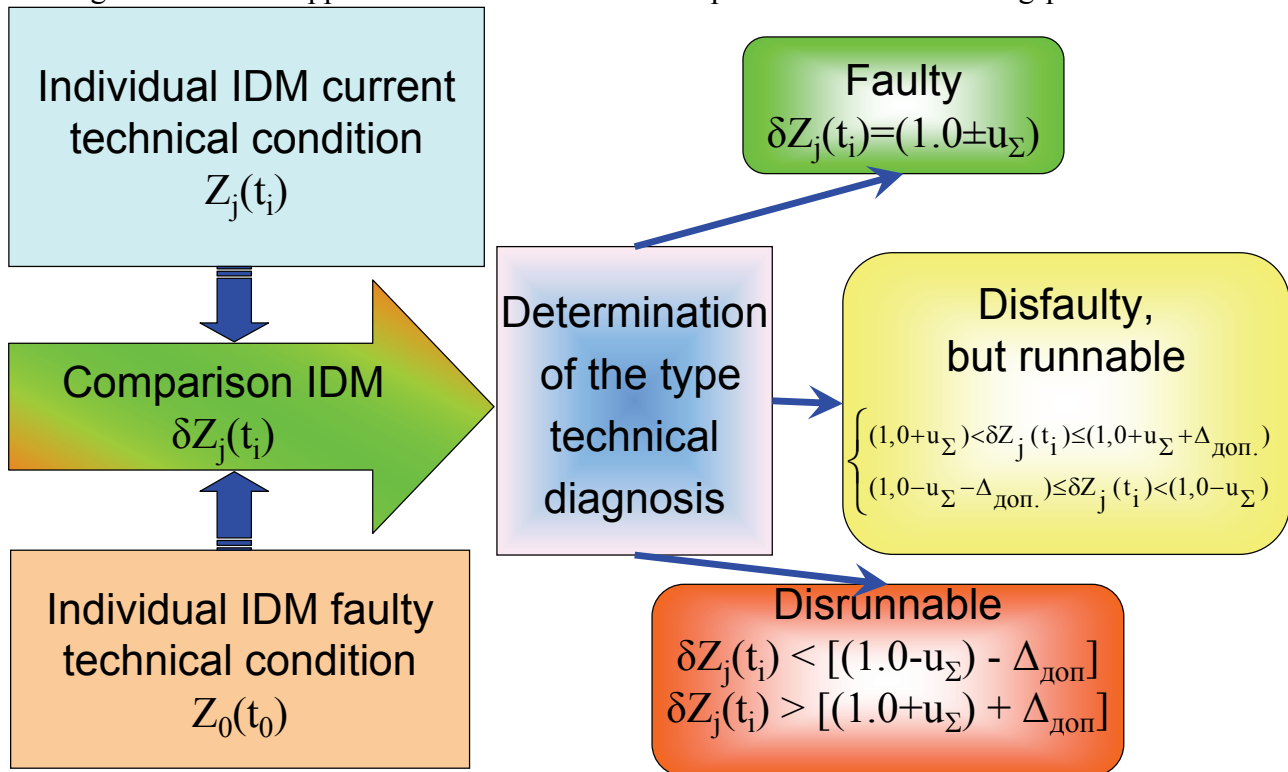 Individual IDM current
technical condition
Zj(ti)
Comparison IDM
δZj(ti)
Individual IDM faulty
technical condition
Z0(t0)
Determination
of the type
technical
diagnosis
Faulty
δZj(ti)=(1.0±uΣ)
Disfaulty,
but runnable
(1,0+uΣ)<δZj(ti)≤(1,0+uΣ+Δдоп.)
(1,0−uΣ−Δдоп.)≤δZj(ti)<(1,0−uΣ)
Disrunnable
δZj(ti) < [(1.0-uΣ) - Δдоп]
δZj(ti) > [(1.0+uΣ) + Δдоп]